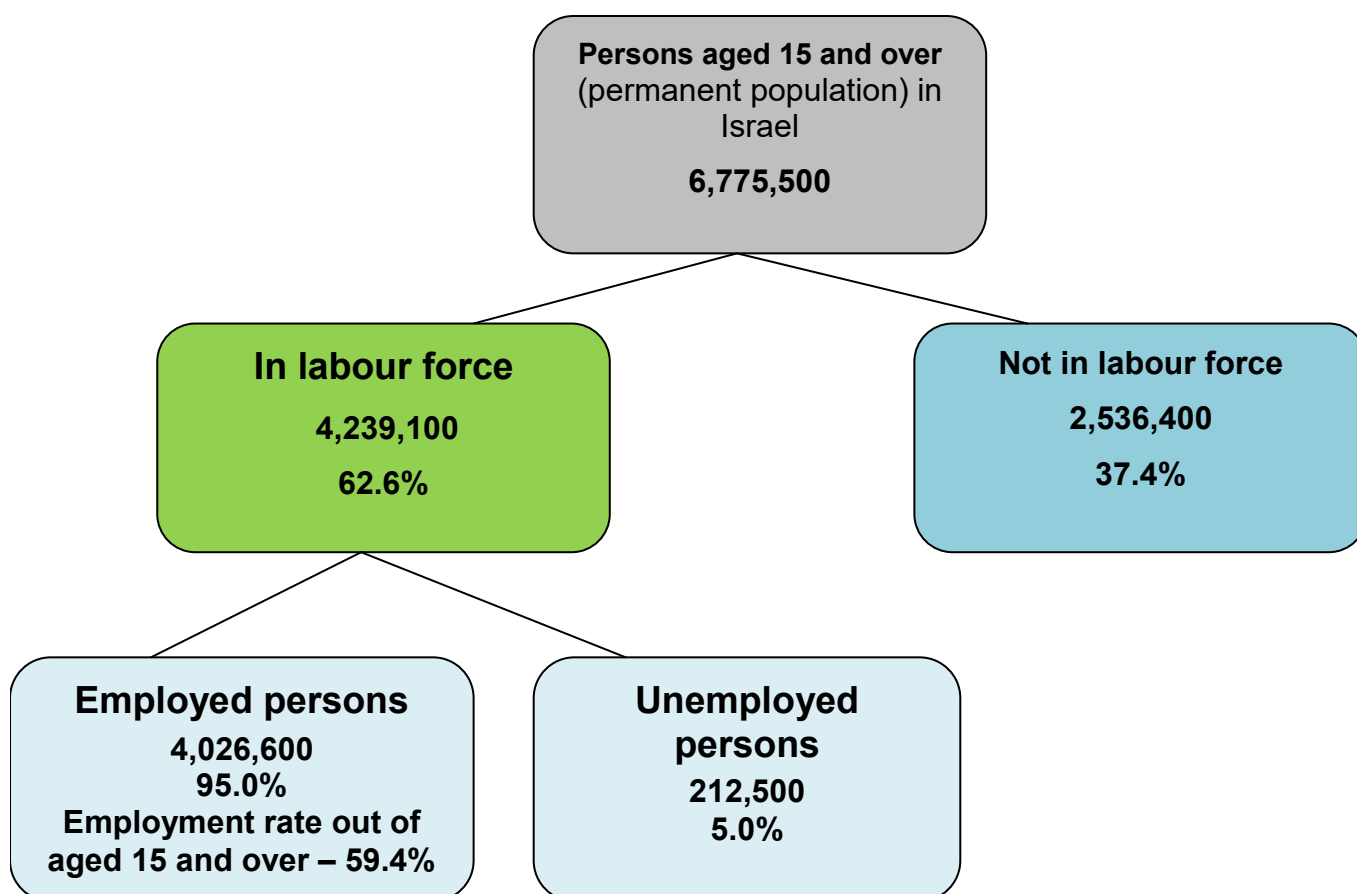 Persons aged 15 and over
(permanent population) in
Israel
6,775,500
In labour force
4,239,100
62.6%
Not in labour force
2,536,400
37.4%
Employed persons
4,026,600
95.0%
Employment rate out of
aged 15 and over – 59.4%
Unemployed
persons
212,500
5.0%